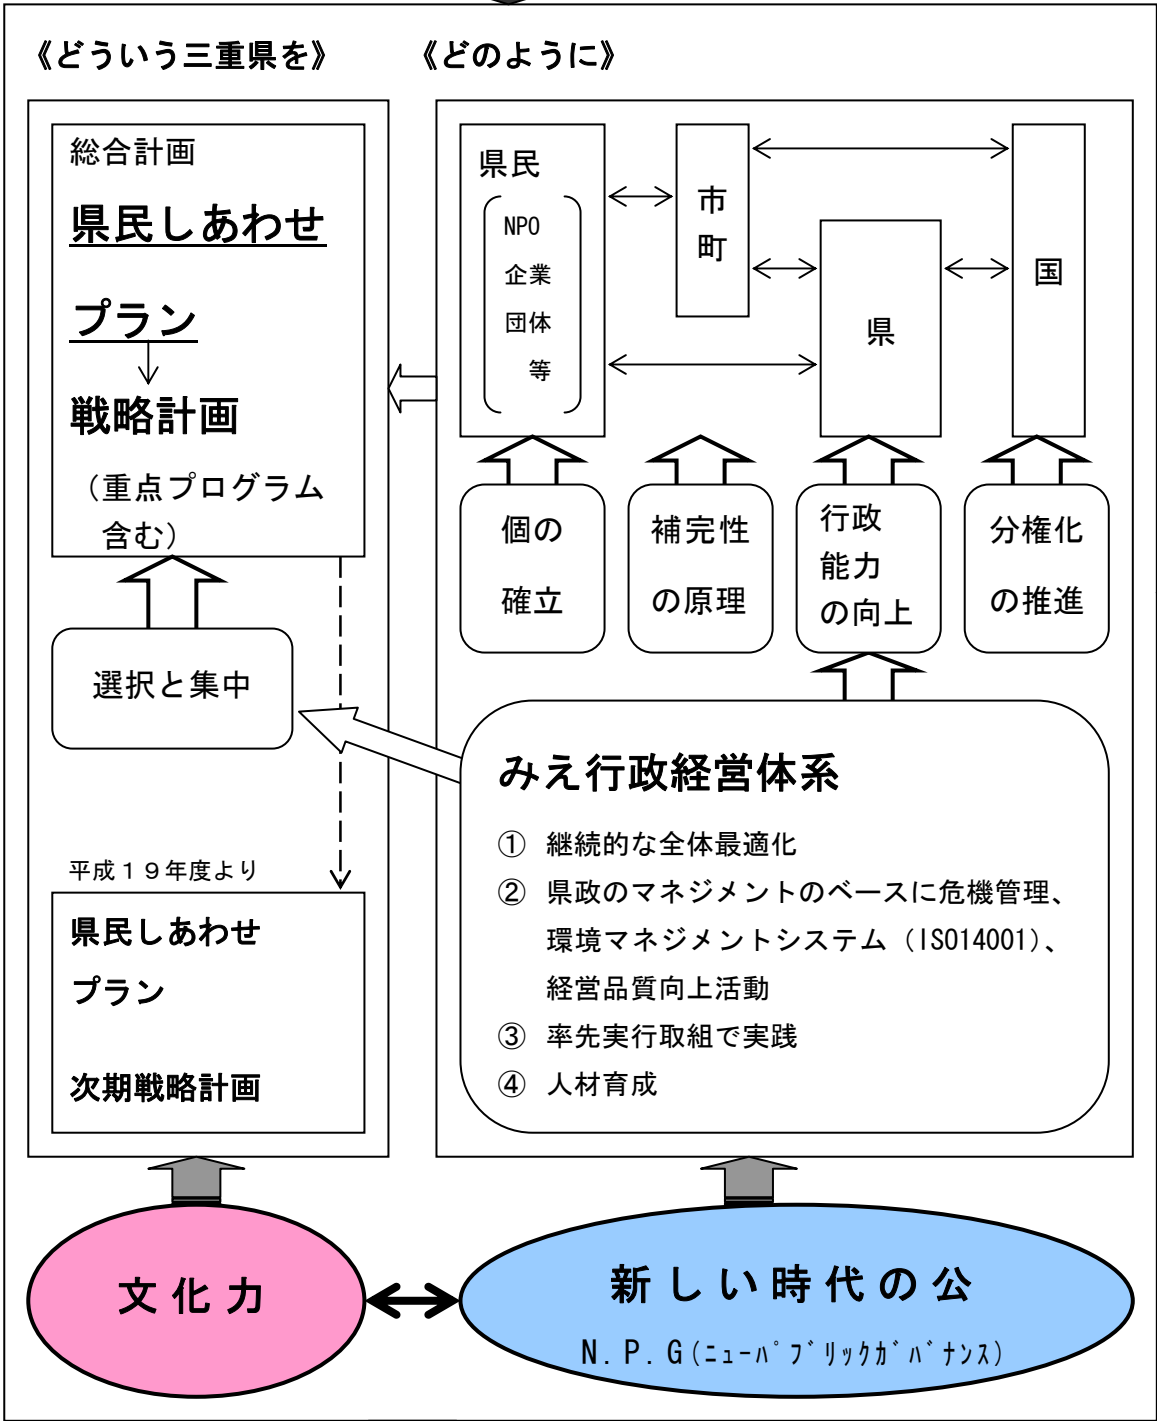 《どういう三重県を》
《どのように》
総合計画
県民しあわせ
プラン
戦略計画
（重点プログラム
含む）
選択と集中
平成１９年度より
県民しあわせ
プラン
次期戦略計画
県民
NPO
企業
団体
等
市
町
県
国
個の
確立
補完性
の原理
行政
能力
の向上
分権化
の推進
みえ行政経営体系
① 継続的な全体最適化
② 県政のマネジメントのベースに危機管理、
環境マネジメントシステム（ISO14001）、
経営品質向上活動
③ 率先実行取組で実践
④ 人材育成
文化力
新しい時代の公
N.P.G(ﾆｭｰﾊﾟﾌﾞﾘｯｸｶﾞﾊﾞﾅﾝｽ)